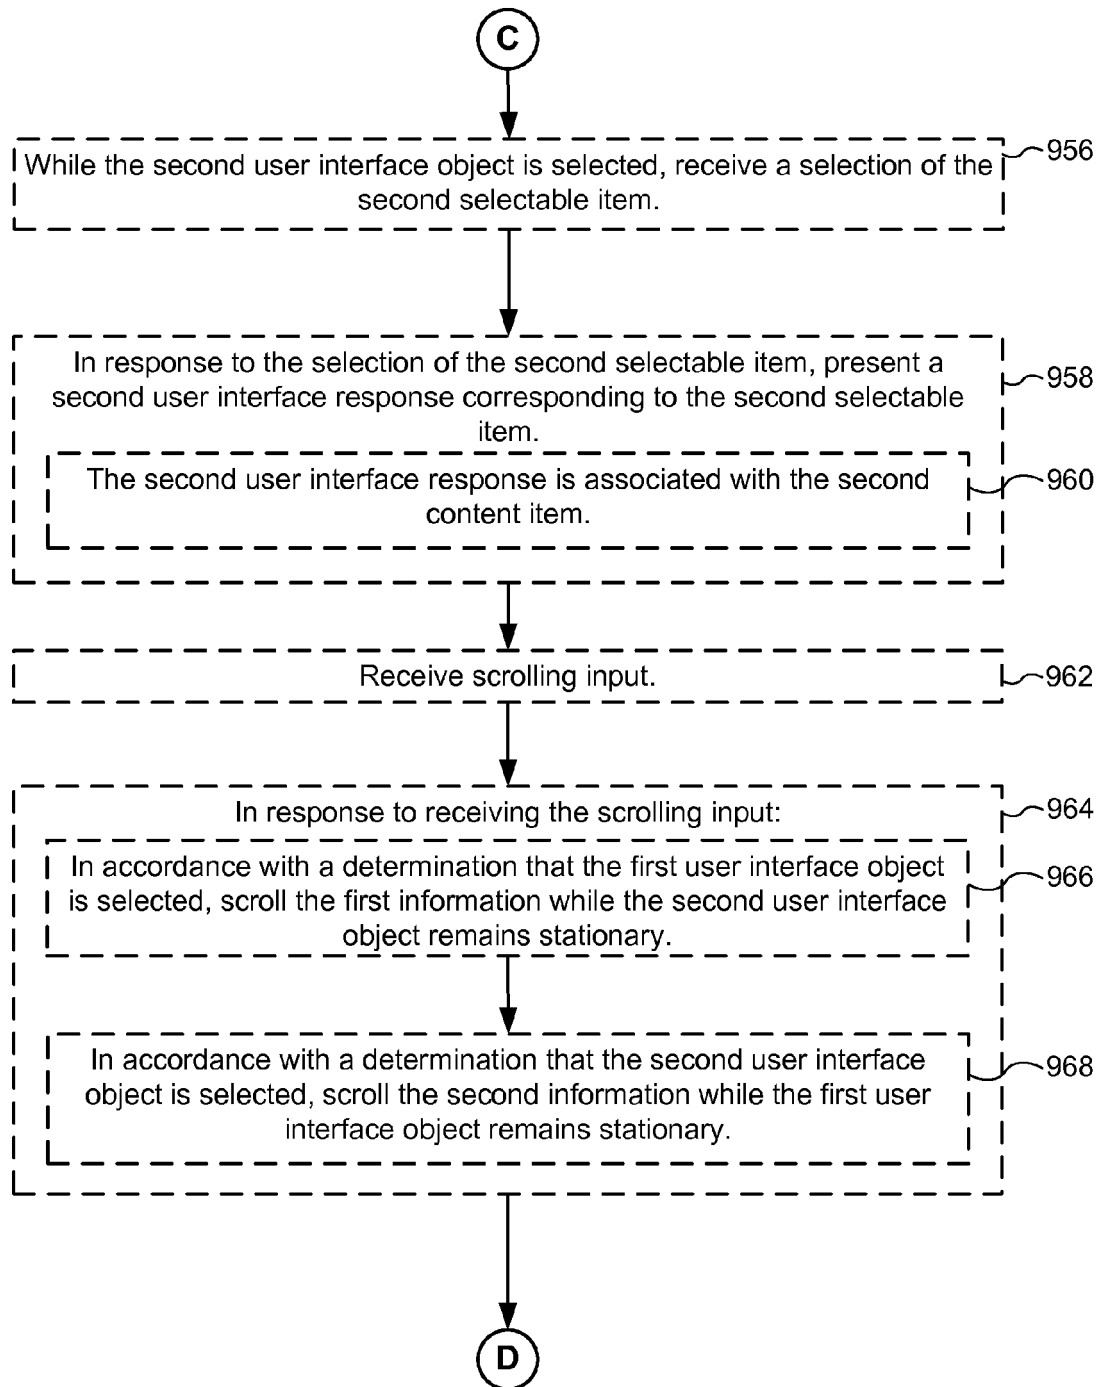 C
While the second user interface object is selected, receive a selection of the
second selectable item.
956
In response to the selection of the second selectable item, present a
second user interface response corresponding to the second selectable
item.
958
The second user interface response is associated with the second
content item.
960
Receive scrolling input.
962
In response to receiving the scrolling input:
964
In accordance with a determination that the first user interface object
is selected, scroll the first information while the second user interface
object remains stationary.
966
In accordance with a determination that the second user interface
object is selected, scroll the second information while the first user
interface object remains stationary.
968
D